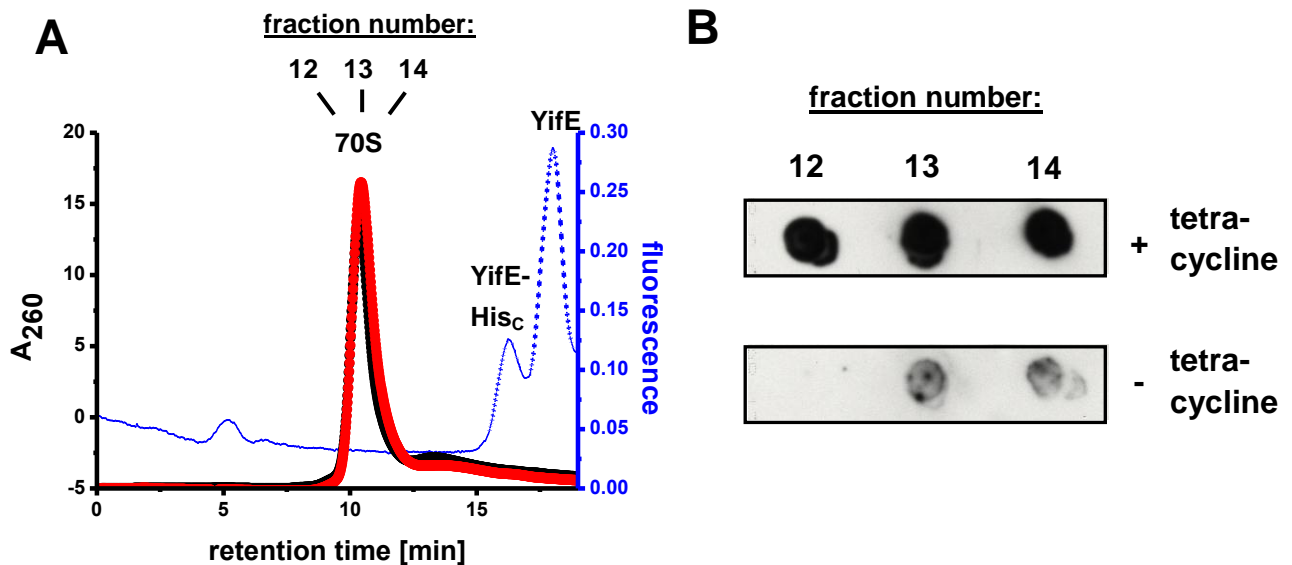 A
fraction number:
12 13 14
70S
YifE
YifE-
HisC
A260
20
15
10
5
0
-5
0 5 10 15
retention time [min]
0.30
0.25
0.20
0.15
0.10
0.05
0.00
fluorescence
B
fraction number:
12 13 14
+ tetra-
cycline
- tetra-
cycline